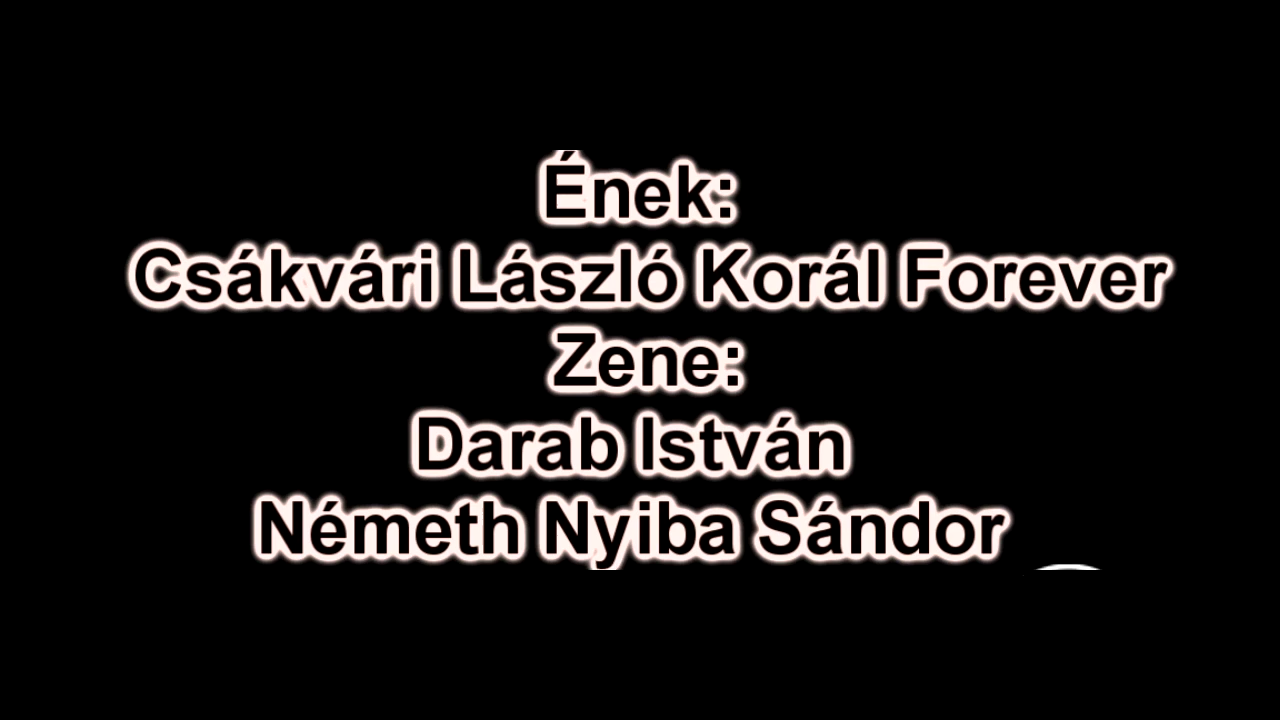 Ének:
Csákvári László Korál Forever
Zene:
Darab István
Németh Nyiba Sándor